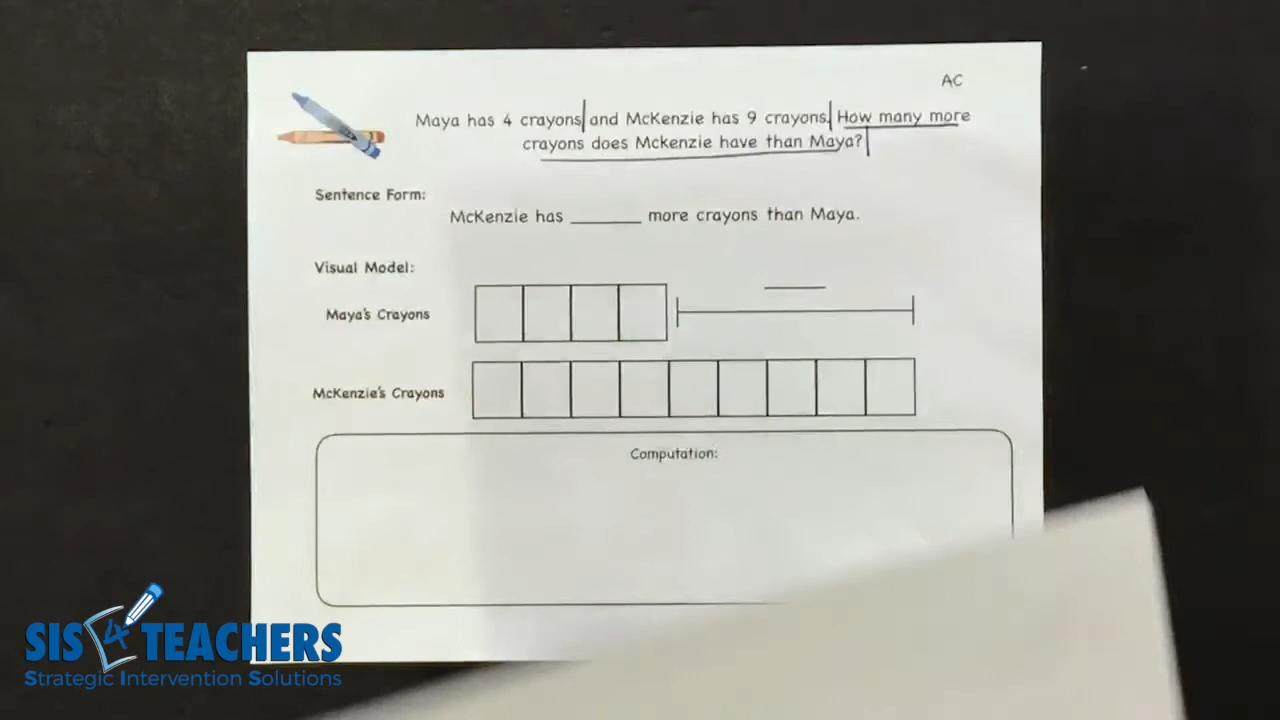 AC
Maya has 4 crayons and McKenzie has 9 crayons. How many more
crayons does Mckenzie have than Maya?
Sentence Form:
McKenzie has ______ more crayons than Maya.
Visual Model:
Maya's Crayons
McKenzie's Crayons
Computation:
SIS4TEACHERS
Strategic Intervention Solutions